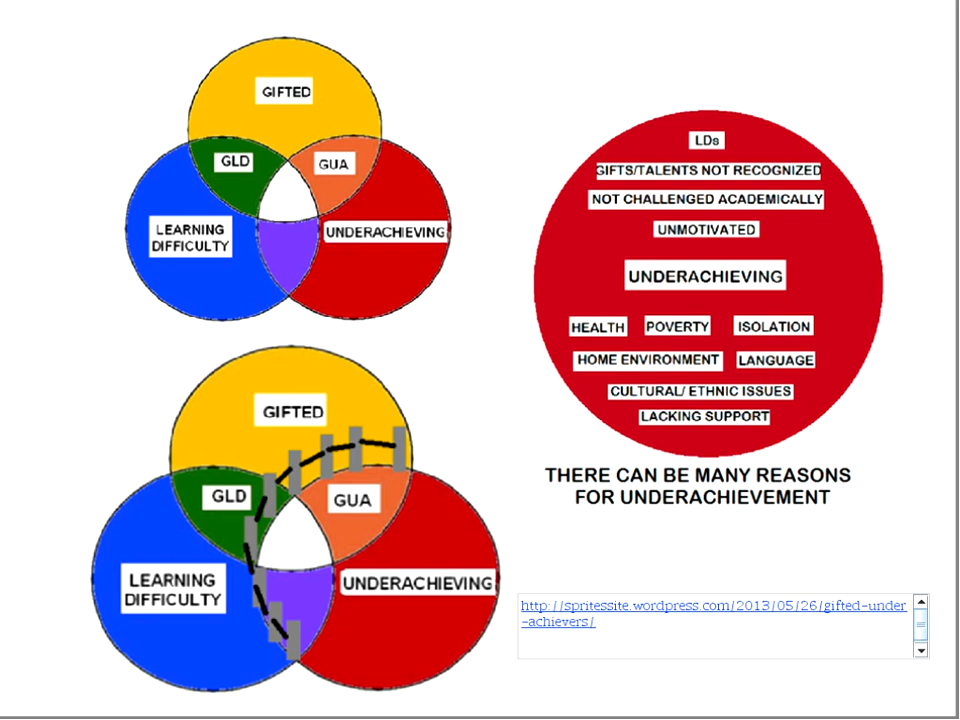 GIFTED
GLD
GUA
LEARNING
DIFFICULTY
UNDERACHIEVING
LDs
GIFTS/TALENTS NOT RECOGNIZED
NOT CHALLENGED ACADEMICALLY
UNMOTIVATED
UNDERACHIEVING
HEALTH POVERTY ISOLATION
HOME ENVIRONMENT LANGUAGE
CULTURAL/ ETHNIC ISSUES
LACKING SUPPORT
THERE CAN BE MANY REASONS
FOR UNDERACHIEVEMENT
GIFTED
GLD
GUA
LEARNING
DIFFICULTY
UNDERACHIEVING
http://spritessite.wordpress.com/2013/05/26/gifted-under
-achievers/